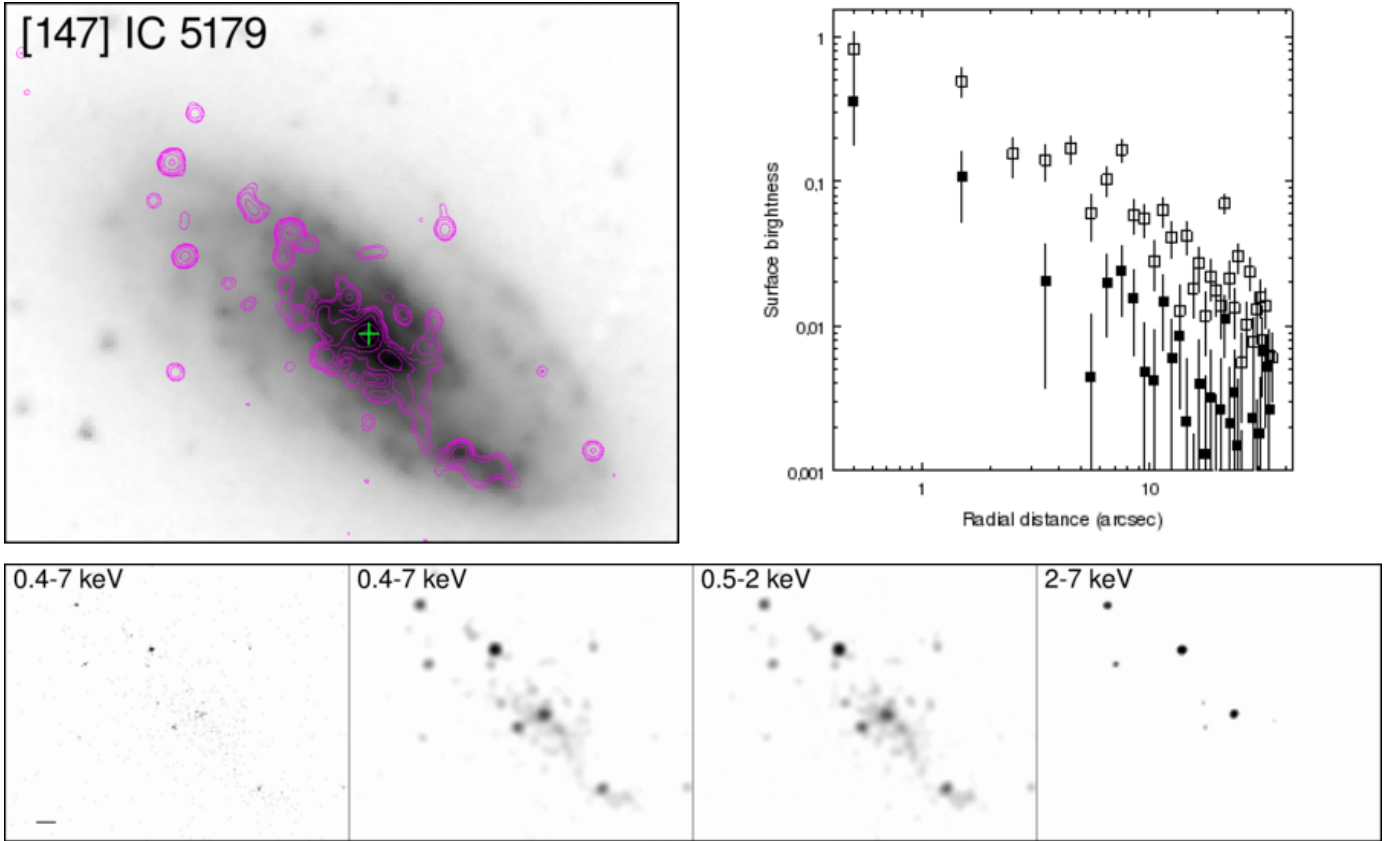 [147] IC 5179
1
0.1
0.01
0.001
Surface birghtness
1
10
Radial distance (arcsec)
0.4-7 keV
0.4-7 keV
0.5-2 keV
2-7 keV